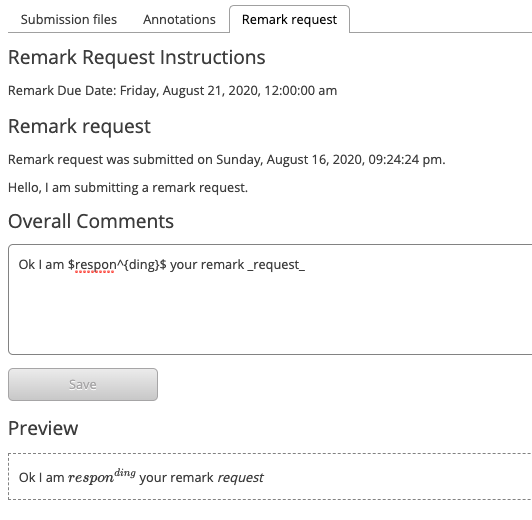 Submission files Annotations Remark request
Remark Request Instructions
Remark Due Date: Friday, August 21, 2020, 12:00:00 am
Remark request
Remark request was submitted on Sunday, August 16, 2020, 09:24:24 pm.
Hello, I am submitting a remark request.
Overall Comments
Ok I am $respon^{ding}$ your remark _request_
Save
Preview
Ok I am respon^ding your remark request